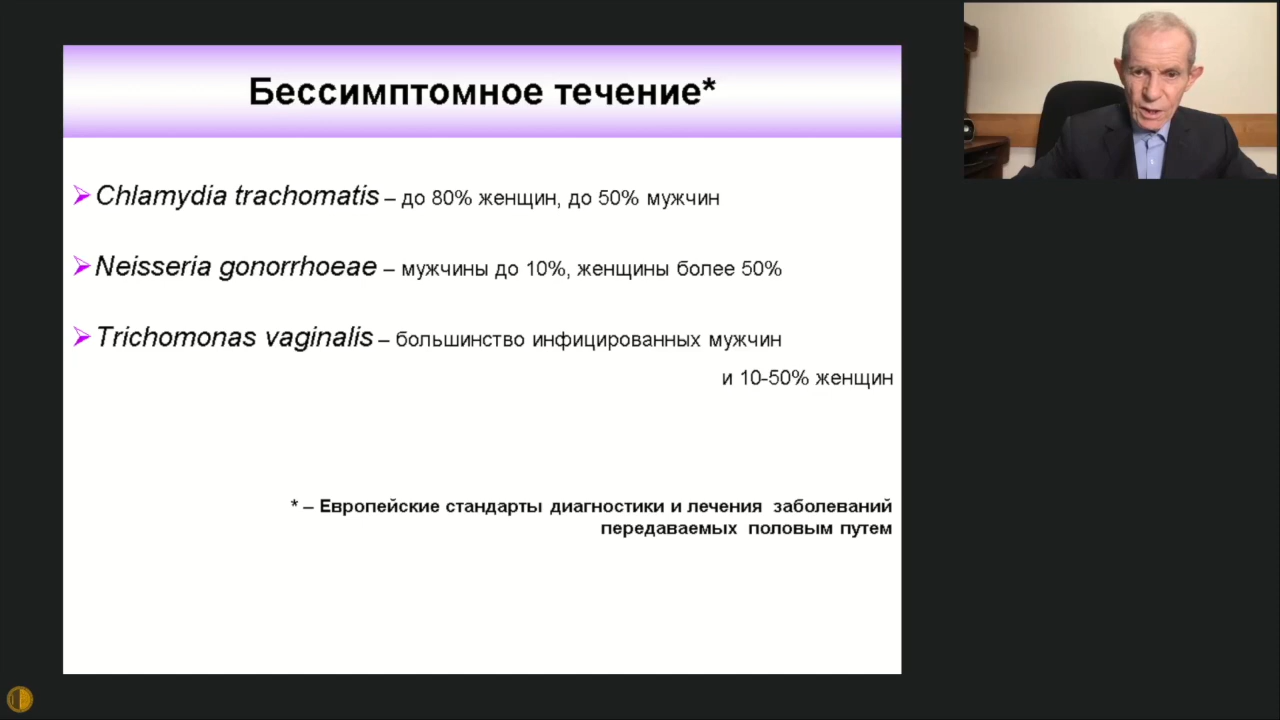 Бессимптомное течение*
Chlamydia trachomatis – до 80% женщин, до 50% мужчин
Neisseria gonorrhoeae – мужчины до 10%, женщины более 50%
Trichomonas vaginalis – большинство инфицированных мужчин
и 10-50% женщин
* – Европейские стандарты диагностики и лечения заболеваний
передаваемых половым путем